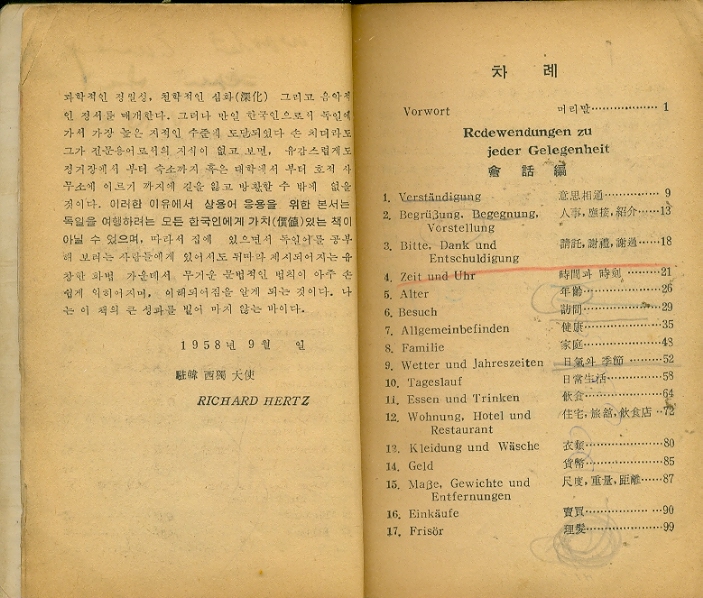 과학적인 정밀성, 철학적인 심화(深化) 그리고 음악적
인 정서를 매개한다. 그러나 만일 한국인으로서 독일에
가서 가장 높은 지적인 수준에 도달되었다 손 치더라도
그가 전문용어로서의 지식이 없고 보면, 유감스럽게도
정거장에서 부터 숙소까지 혹은 대학에서 부터 호적 사
무소에 이르기 까지에 길을 잃고 방황할 수 밖에 없을
것이다. 이러한 이유에서 상용어 응용을 위한 본서는
독일을 여행하려는 모든 한국인에게 가치(價値)있는 책이
아닐 수 있으며, 따라서 집에 있으면서 독일어를 공부
해 보려는 사람들에게 있어서도 뒤따라 제시되어지는 유
창한 화법 가운데서 무거운 문법적인 법칙이 아주 손
쉽게 익히어지며, 이해되어짐을 알게 되는 것이다. 나
는 이 책의 큰 성과를 빌어 마지 않는 바이다.
1958년 9월 일
駐韓 西獨 大使
RICHARD HERTZ
차 례
Vorwort 머리말 1
Redewendungen zu
jeder Gelegenheit
會話編
1. Verständigung 意思相通 9
2. Begrüßung, Begegnung,
Vorstellung 人事, 應接, 紹介 13
3. Bitte, Dank und
Entschuldigung 請託, 謝禮, 謝過 18
4. Zeit und Uhr 時間과 時刻 21
5. Alter 年齡 26
6. Besuch 訪問 29
7. Allgemeinbefinden 健康 35
8. Familie 家庭 48
9. Wetter und Jahreszeiten 日氣와 季節 52
10. Tageslauf 日常生活 58
11. Essen und Trinken 飮食 64
12. Wohnung, Hotel und
Restaurant 住宅, 旅舘, 飮食店 72
13. Kleidung und Wäsche 衣類 80
14. Geld 貨幣 85
15. Maße, Gewichte und
Entfernungen 尺度, 重量, 距離 87
16. Einkäufe 賣買 90
17. Frisör 理髮 99